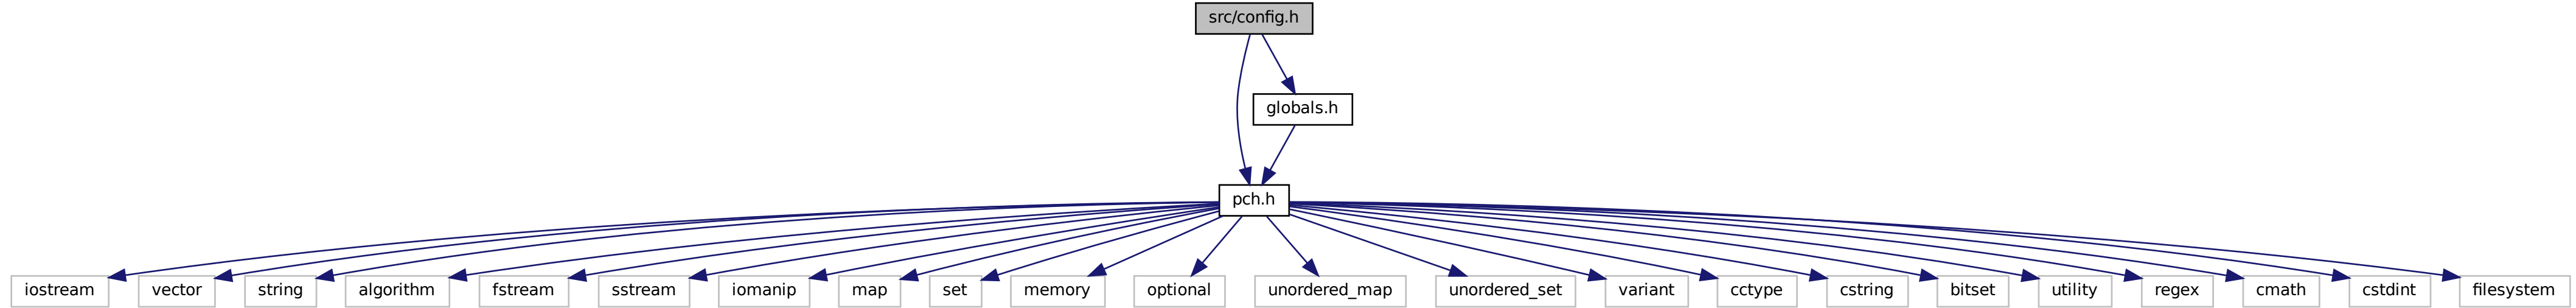 src/config.h
globals.h
pch.h
iostream
vector
string
algorithm
fstream
sstream
iomanip
map
set
memory
optional
unordered_map
unordered_set
variant
cctype
cstring
bitset
utility
regex
cmath
cstdint
filesystem